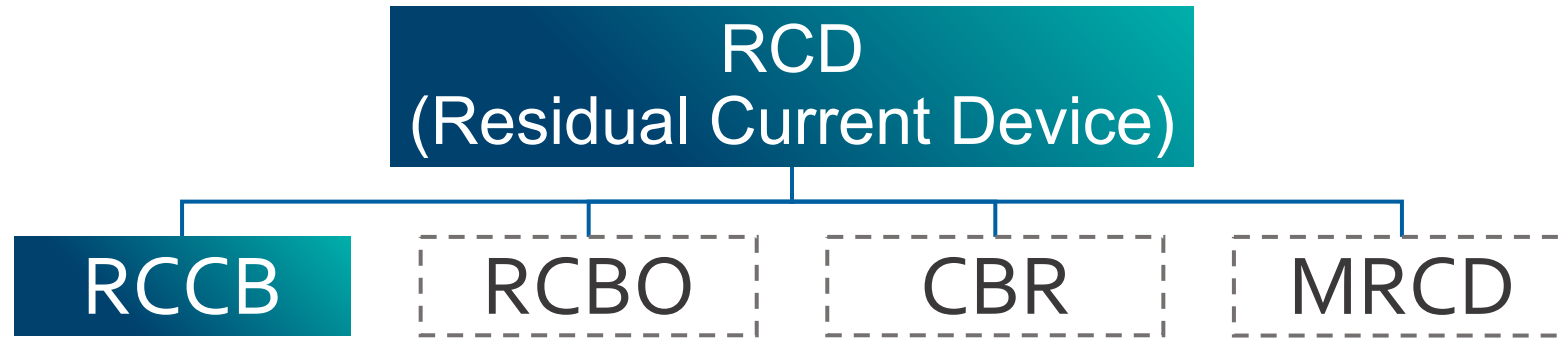 RCD
(Residual Current Device)
RCCB
RCBO
CBR
MRCD